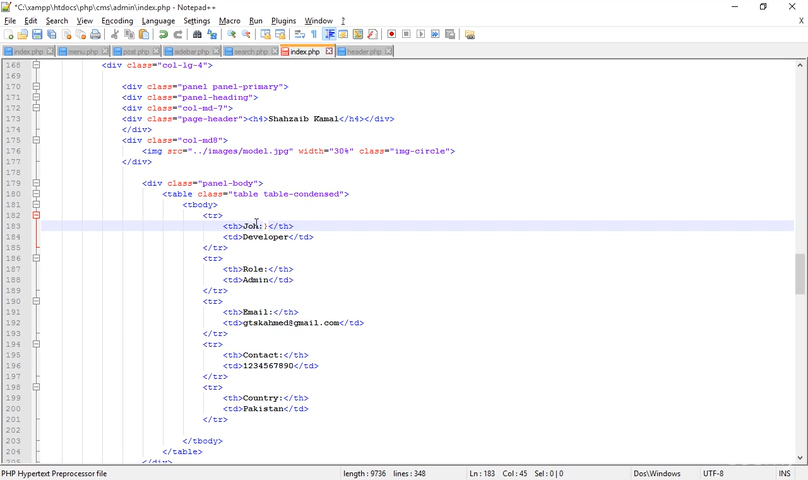 *C:\xampp\htdocs\php\cms\admin\index.php - Notepad++
File Edit Search View Encoding Language Settings Macro Run Plugins Window ? X
index.php menu.php post.php sidebar.php search.php index.php header.php
168 <div class="col-lg-4">
169
170 <div class="panel panel-primary">
171 <div class="panel-heading">
172 <div class="col-md-7">
173 <div class="page-header"><h4>Shahzaib Kamal</h4></div>
174 </div>
175 <div class="col-md8">
176 <img src="../images/model.jpg" width="30%" class="img-circle">
177 </div>
178
179 <div class="panel-body">
180 <table class="table table-condensed">
181 <tbody>
182 <tr>
183 <th>Job:</th>
184 <td>Developer</td>
185 </tr>
186 <tr>
187 <th>Role:</th>
188 <td>Admin</td>
189 </tr>
190 <tr>
191 <th>Email:</th>
192 <td>gtskahmed@gmail.com</td>
193 </tr>
194 <tr>
195 <th>Contact:</th>
196 <td>1234567890</td>
197 </tr>
198 <tr>
199 <th>Country:</th>
200 <td>Pakistan</td>
201 </tr>
202
203 </tbody>
204 </table>
205 </div>
PHP Hypertext Preprocessor file length : 9736 lines : 348 Ln : 183 Col : 45 Sel : 0 | 0 Dos\Windows UTF-8 INS